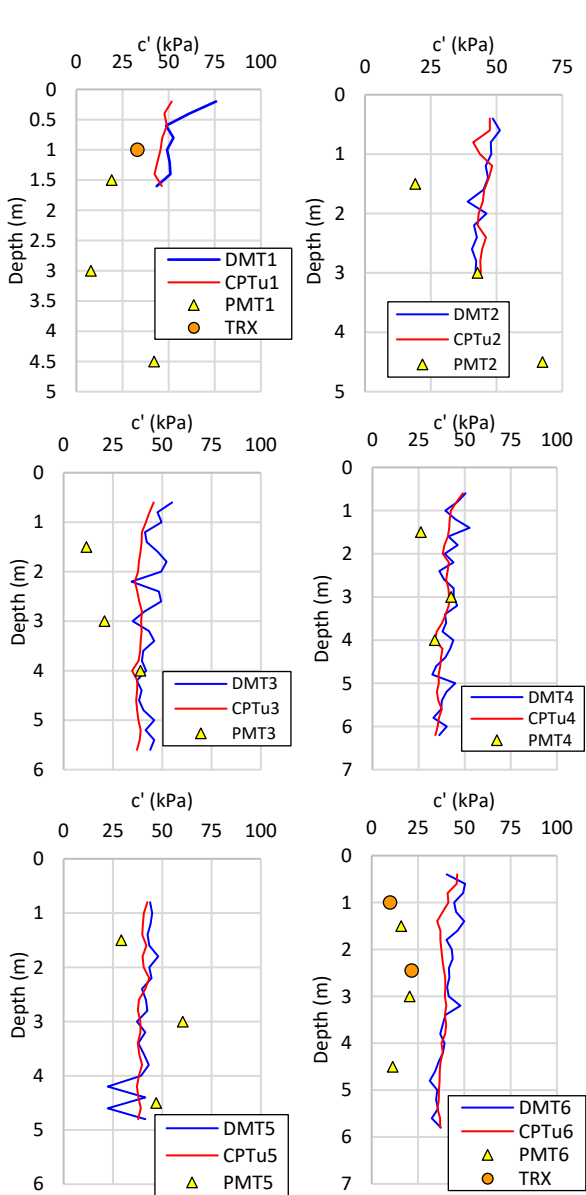 c' (kPa)
0 25 50 75 100
Depth (m)
0
0.5
1
1.5
2
2.5
3
3.5
4
4.5
5
DMT1
CPTu1
PMT1
TRX
c' (kPa)
0 25 50 75
Depth (m)
0
1
2
3
4
5
DMT2
CPTu2
PMT2
c' (kPa)
0 25 50 75 100
Depth (m)
0
1
2
3
4
5
6
DMT3
CPTu3
PMT3
c' (kPa)
0 25 50 75 100
Depth (m)
0
1
2
3
4
5
6
7
DMT4
CPTu4
PMT4
c' (kPa)
0 25 50 75 100
Depth (m)
0
1
2
3
4
5
6
DMT5
CPTu5
PMT5
c' (kPa)
0 25 50 75 100
Depth (m)
0
1
2
3
4
5
6
7
DMT6
CPTu6
PMT6
TRX